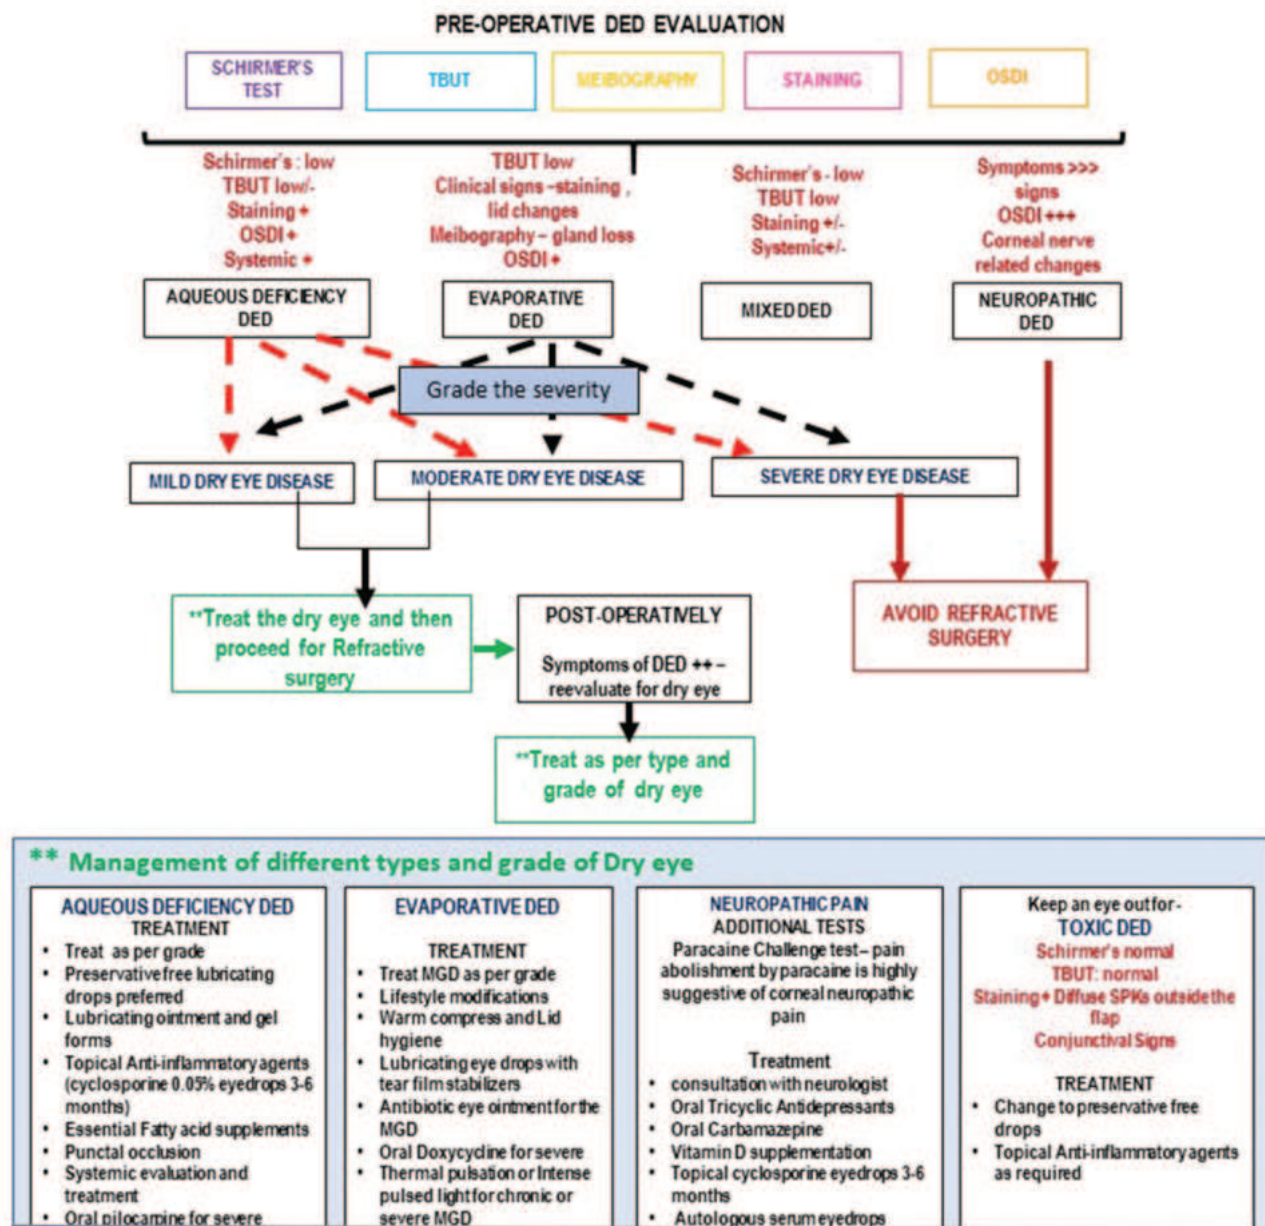 PRE-OPERATIVE DED EVALUATION
SCHIRMER'S
TEST
TBUT
MEIBOGRAPHY
STAINING
OSDI
Schirmer's : low
TBUT low/-
Staining +
OSDI +
Systemic +
TBUT low
Clinical signs –staining ,
lid changes
Meibography – gland loss
OSDI +
Schirmer's - low
TBUT low
Staining +/-
Systemic+/-
Symptoms >>>
signs
OSDI +++
Corneal nerve
related changes
AQUEOUS DEFICIENCY
DED
EVAPORATIVE
DED
MIXED DED
NEUROPATHIC
DED
Grade the severity
MILD DRY EYE DISEASE
MODERATE DRY EYE DISEASE
SEVERE DRY EYE DISEASE
**Treat the dry eye and then
proceed for Refractive
surgery
POST-OPERATIVELY
Symptoms of DED ++ –
reevaluate for dry eye
AVOID REFRACTIVE
SURGERY
**Treat as per type and
grade of dry eye
** Management of different types and grade of Dry eye
AQUEOUS DEFICIENCY DED
TREATMENT
• Treat as per grade
• Preservative free lubricating
drops preferred
• Lubricating ointment and gel
forms
• Topical Anti-inflammatory agents
(cyclosporine 0.05% eyedrops 3-6
months)
• Essential Fatty acid supplements
• Punctal occlusion
• Systemic evaluation and
treatment
• Oral pilocarpine for severe
EVAPORATIVE DED
TREATMENT
• Treat MGD as per grade
• Lifestyle modifications
• Warm compress and Lid
hygiene
• Lubricating eye drops with
tear film stabilizers
• Antibiotic eye ointment for the
MGD
• Oral Doxycycline for severe
• Thermal pulsation or Intense
pulsed light for chronic or
severe MGD
NEUROPATHIC PAIN
ADDITIONAL TESTS
Paracaine Challenge test – pain
abolishment by paracaine is highly
suggestive of corneal neuropathic
pain
Treatment
• consultation with neurologist
• Oral Tricyclic Antidepressants
• Oral Carbamazepine
• Vitamin D supplementation
• Topical cyclosporine eyedrops 3-6
months
• Autologous serum eyedrops
Keep an eye out for -
TOXIC DED
Schirmer's normal
TBUT: normal
Staining + Diffuse SPKs outside the
flap
Conjunctival Signs
TREATMENT
• Change to preservative free
drops
• Topical Anti-inflammatory agents
as required